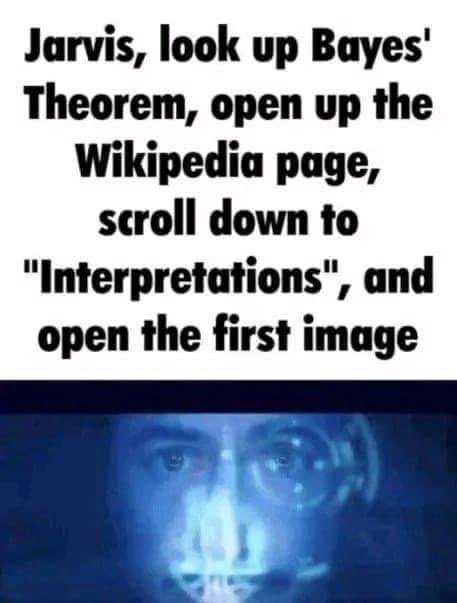 Jarvis, look up Bayes'
Theorem, open up the
Wikipedia page,
scroll down to
"Interpretations", and
open the first image